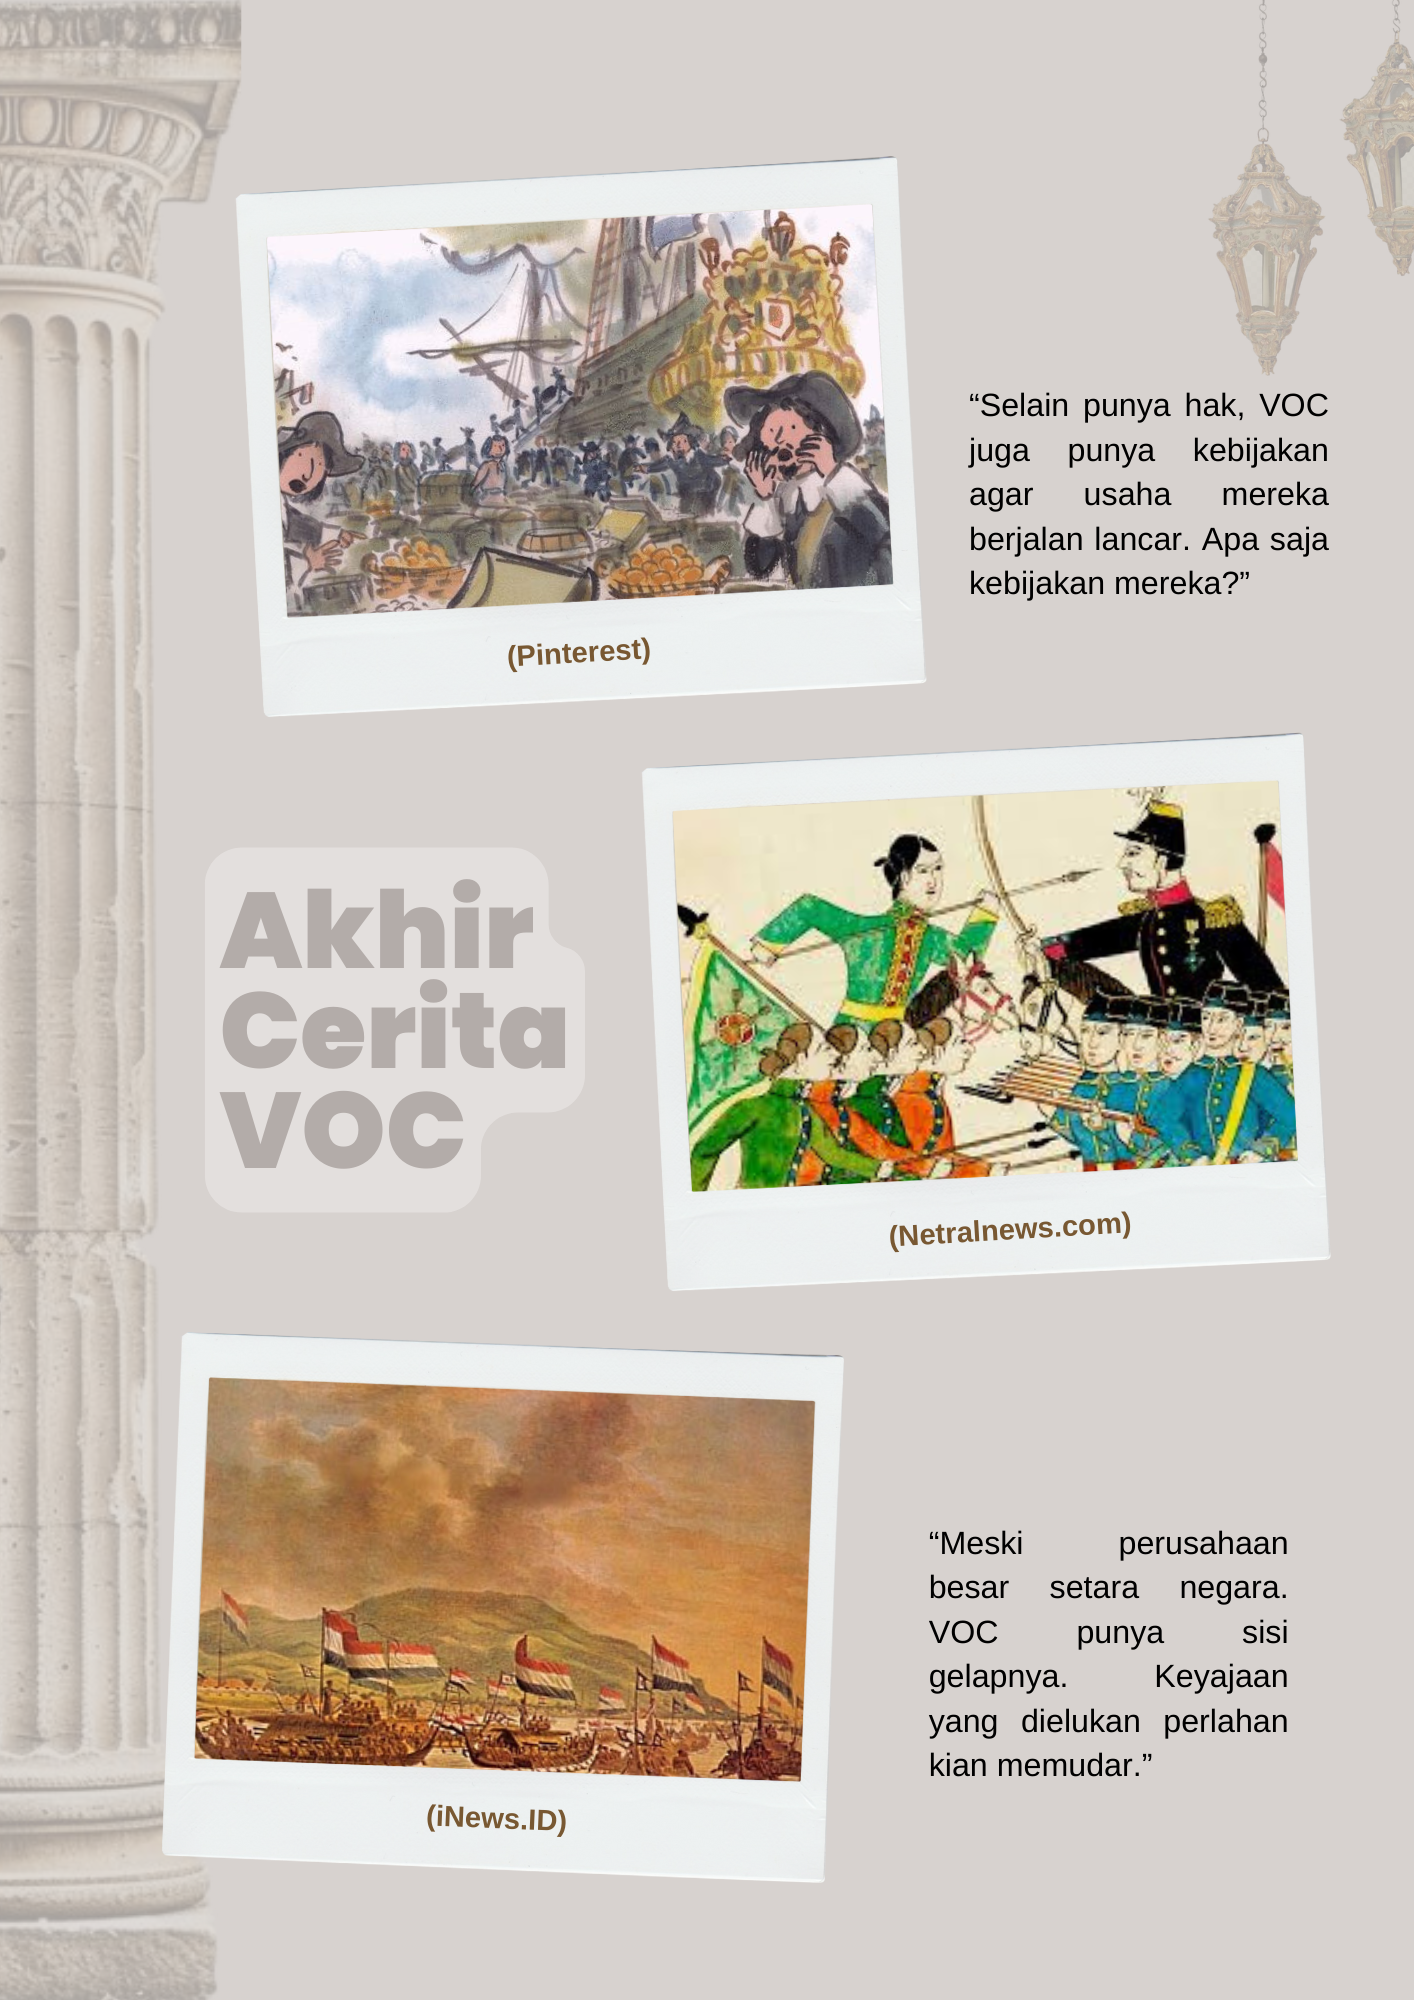 “Selain punya hak, VOC
juga punya kebijakan
agar usaha mereka
berjalan lancar. Apa saja
kebijakan mereka?”
(Pinterest)
Akhir
Cerita
VOC
(Netralnews.com)
“Meski perusahaan
besar setara negara.
VOC punya sisi
gelapnya. Keyajaan
yang dielukan perlahan
kian memudar.”
(iNews.ID)